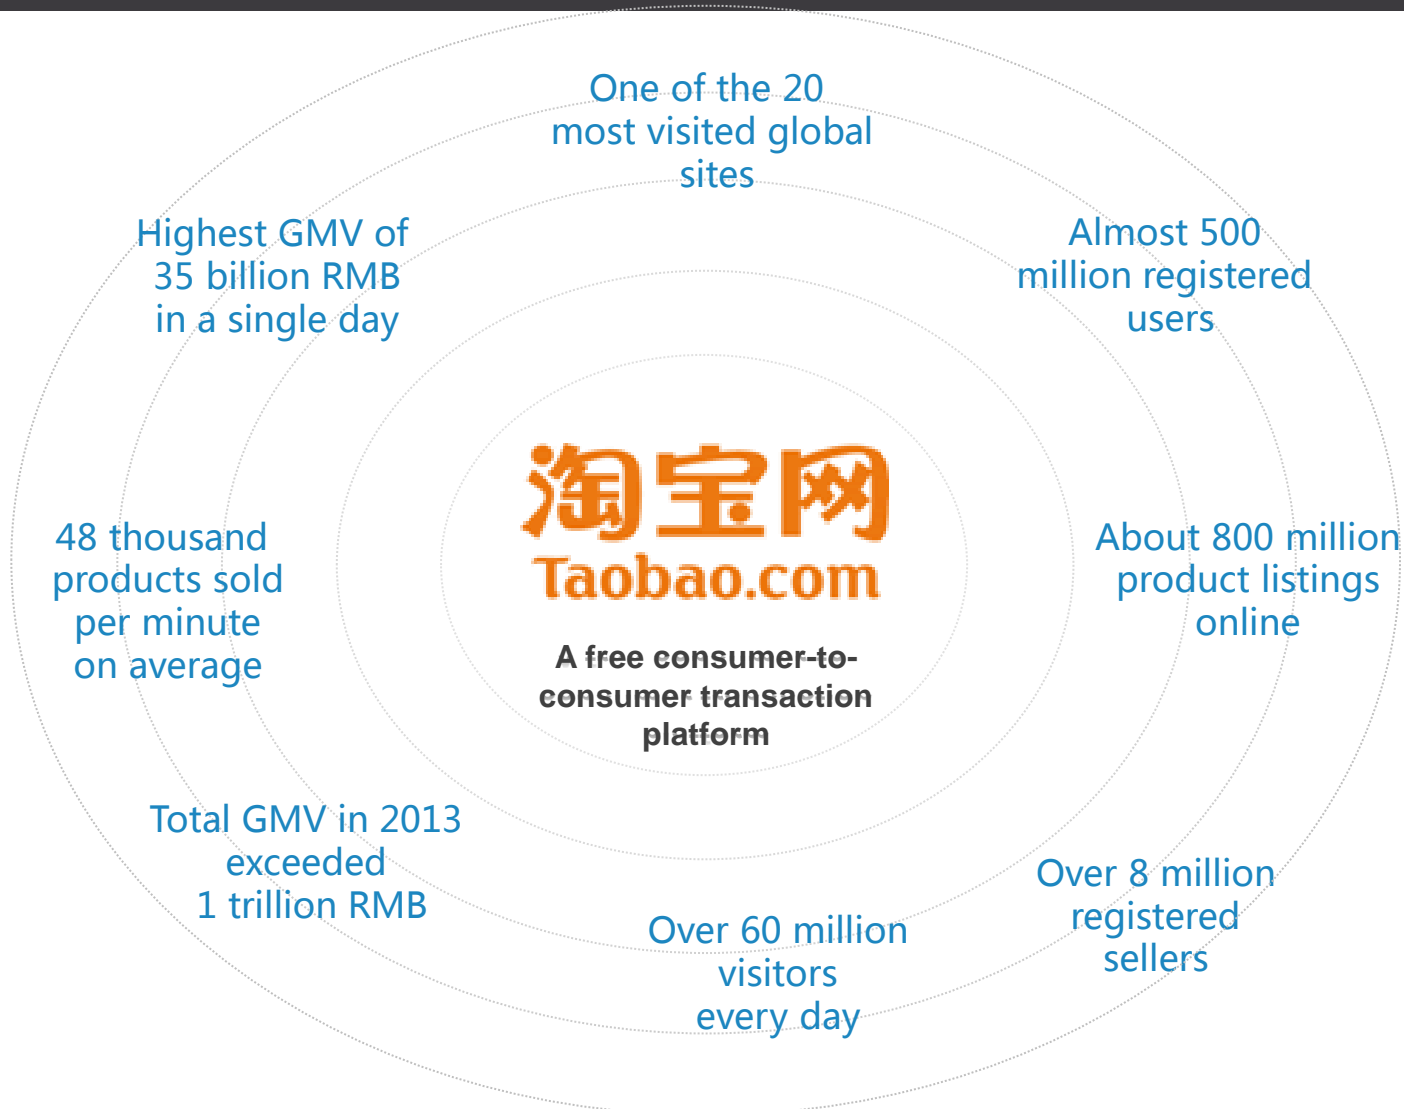 One of the 20
most visited global
sites
Highest GMV of
35 billion RMB
in a single day
Almost 500
million registered
users
淘宝网
Taobao.com
A free consumer-to-
consumer transaction
platform
48 thousand
products sold
per minute
on average
About 800 million
product listings
online
Total GMV in 2013
exceeded
1 trillion RMB
Over 60 million
visitors
every day
Over 8 million
registered
sellers